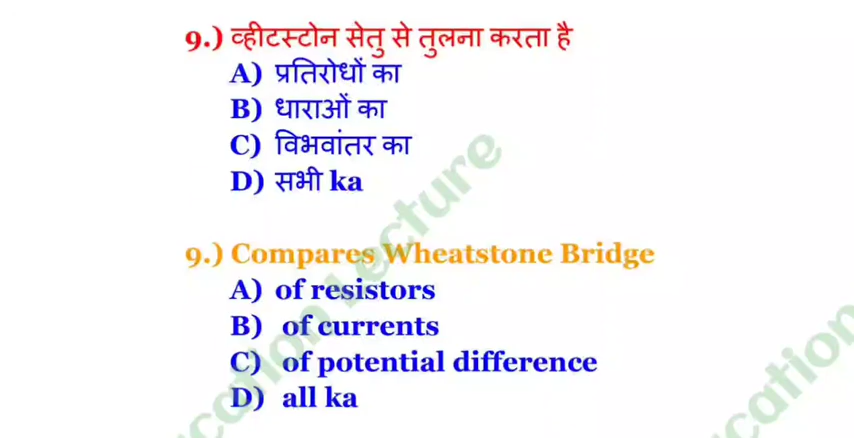 9.) व्हीटस्टोन सेतु से तुलना करता है
A) प्रतिरोधों का
B) धाराओं का
C) विभवांतर का
D) सभी ka
9.) Compares Wheatstone Bridge
A) of resistors
B) of currents
C) of potential difference
D) all ka